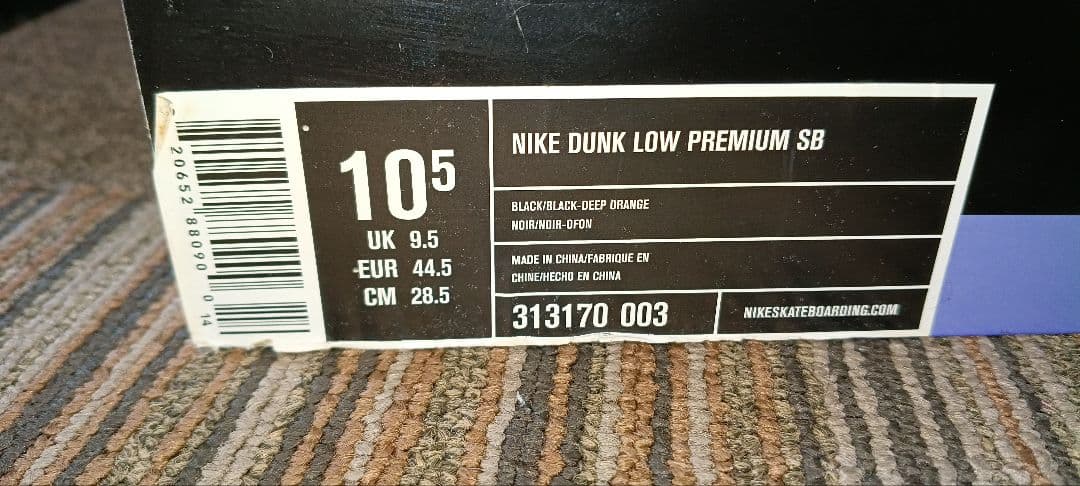 20652 88090 0 14
10⁵
UK 9.5
EUR 44.5
CM 28.5
NIKE DUNK LOW PREMIUM SB
BLACK/BLACK-DEEP ORANGE
NOIR/NOIR-OFON
MADE IN CHINA/FABRIQUE EN
CHINE/HECHO EN CHINA
313170 003
NIKESKATEBOARDING.COM